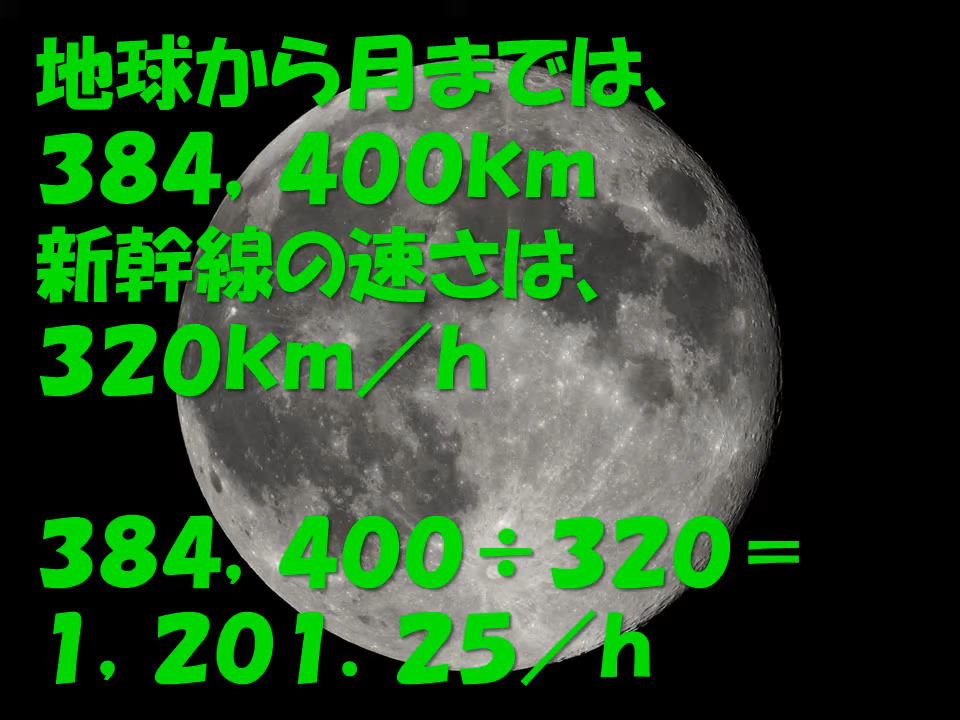 地球から月までは、
384，400km
新幹線の速さは、
320km／h
384，400÷320＝
1，201．25／h